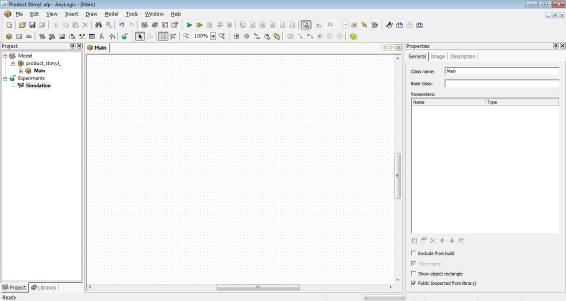 Product Stimyl.alp - AnyLogic - [Main]
File Edit View Insert Draw Model Tools Window Help
100%
Project
Model
product_stimyl_
Main
Experiments
Simulation
Project Libraries
Main
Properties
General Image Description
Class name: Main
Base class:
Parameters:
Name Type
Exclude from build
Show name
Show object rectangle
Public (exported from library)
Ready